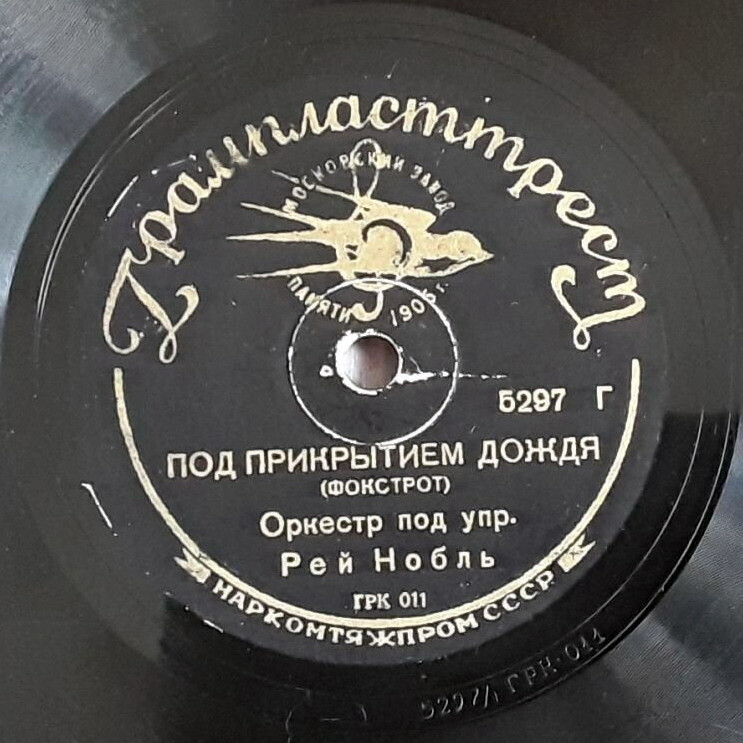 Грампласттрест
МОСКОВСКИЙ ЗАВОД
ПАМЯТИ 1905 г.
5297 Г
ПОД ПРИКРЫТИЕМ ДОЖДЯ
(ФОКСТРОТ)
Оркестр под упр.
Рей Нобль
ГРК 011
НАРКОМТЯЖПРОМ СССР
5297/1 ГРК-011